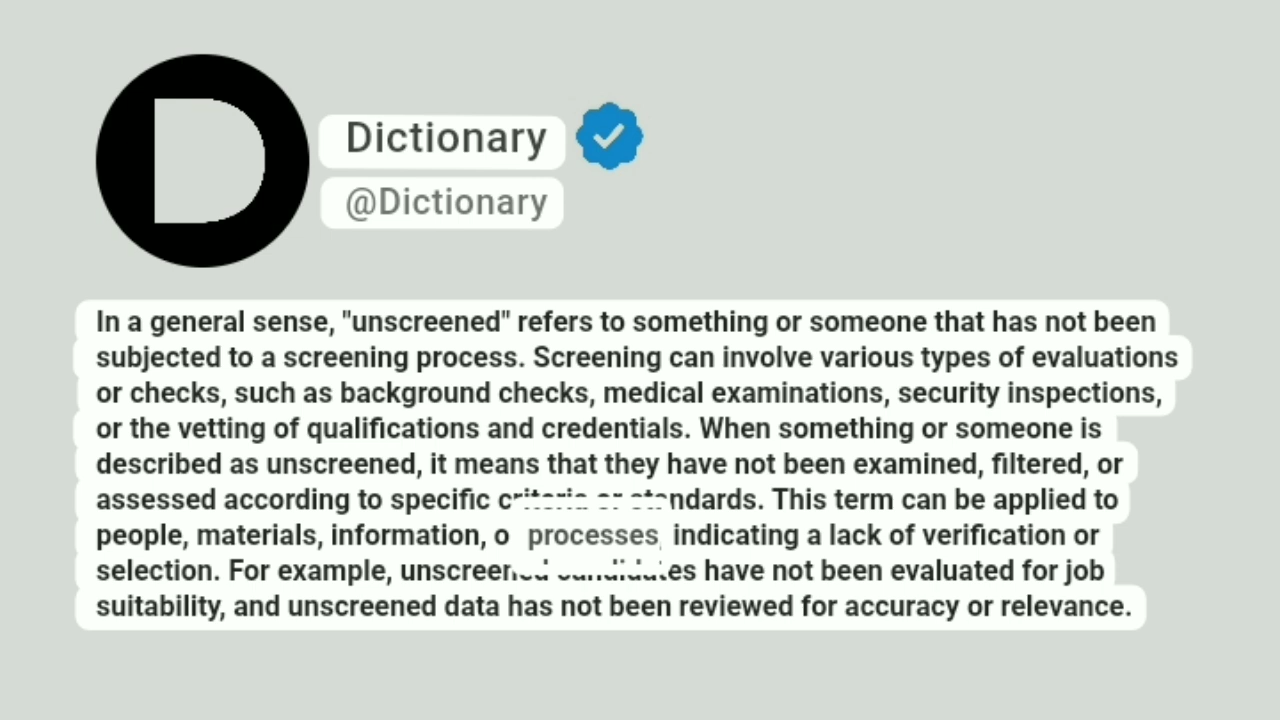 D
Dictionary
@Dictionary
In a general sense, "unscreened" refers to something or someone that has not been
subjected to a screening process. Screening can involve various types of evaluations
or checks, such as background checks, medical examinations, security inspections,
or the vetting of qualifications and credentials. When something or someone is
described as unscreened, it means that they have not been examined, filtered, or
assessed according to specific criteria or standards. This term can be applied to
people, materials, information, o processes, indicating a lack of verification or
selection. For example, unscreened candidates have not been evaluated for job
suitability, and unscreened data has not been reviewed for accuracy or relevance.